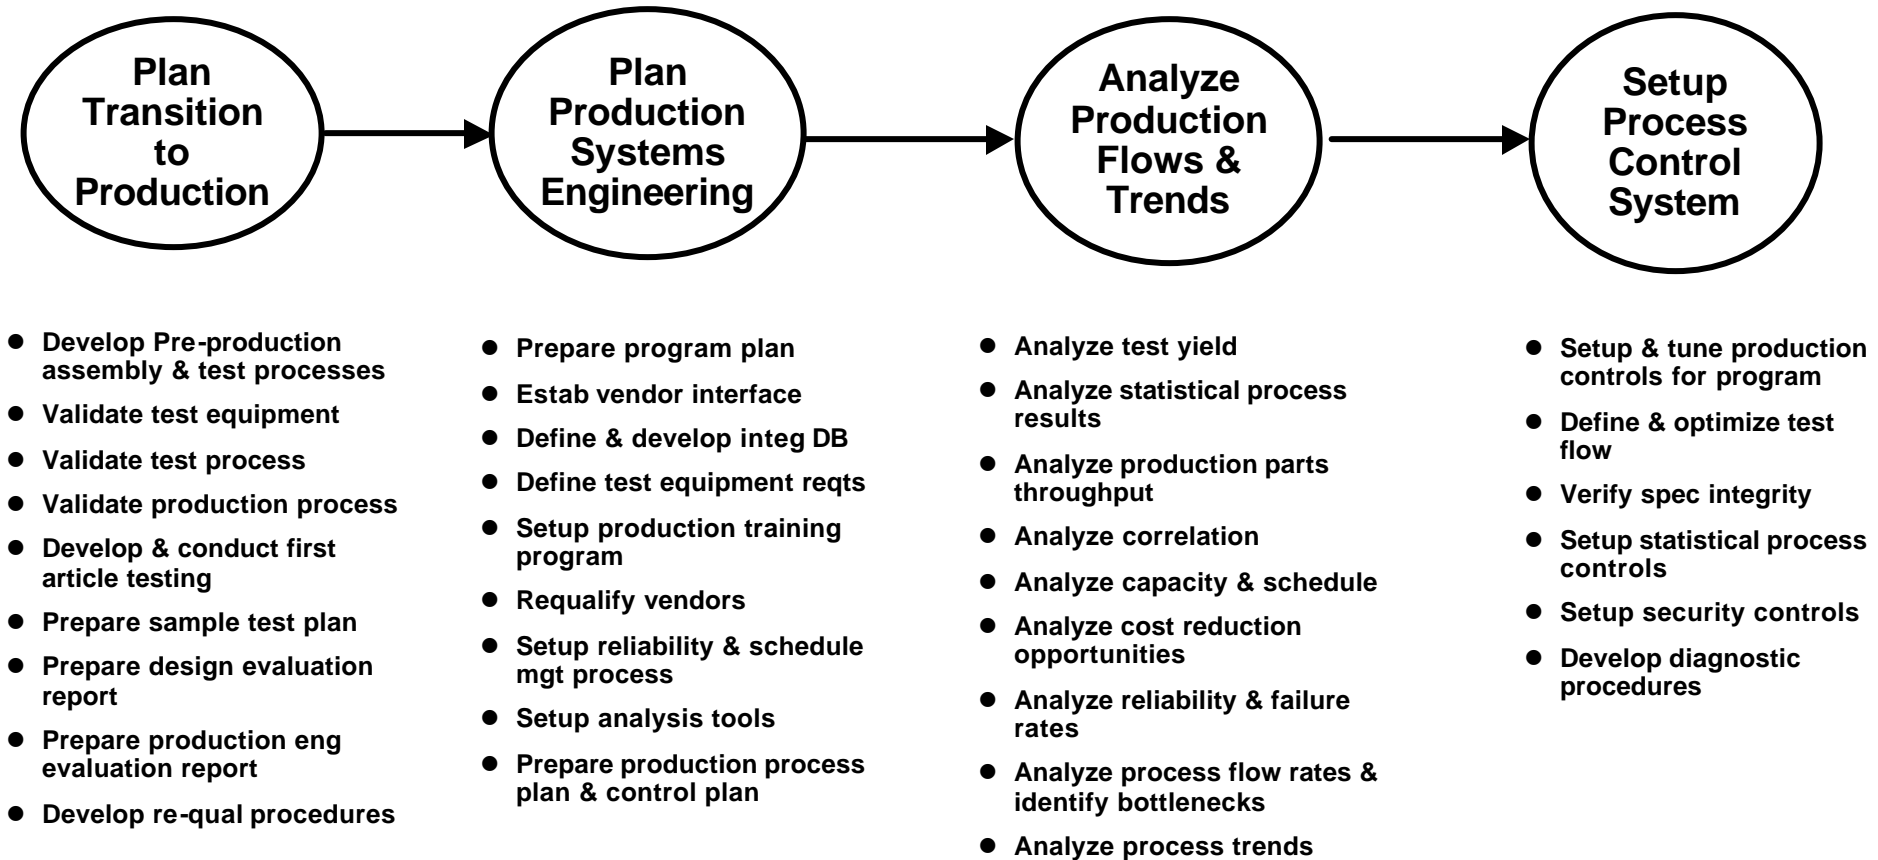 Plan
Transition
to
Production
Plan
Production
Systems
Engineering
Analyze
Production
Flows &
Trends
Setup
Process
Control
System
● Develop Pre-production
assembly & test processes
● Validate test equipment
● Validate test process
● Validate production process
● Develop & conduct first
article testing
● Prepare sample test plan
● Prepare design evaluation
report
● Prepare production eng
evaluation report
● Develop re-qual procedures
● Prepare program plan
● Estab vendor interface
● Define & develop integ DB
● Define test equipment reqts
● Setup production training
program
● Requalify vendors
● Setup reliability & schedule
mgt process
● Setup analysis tools
● Prepare production process
plan & control plan
● Analyze test yield
● Analyze statistical process
results
● Analyze production parts
throughput
● Analyze correlation
● Analyze capacity & schedule
● Analyze cost reduction
opportunities
● Analyze reliability & failure
rates
● Analyze process flow rates &
identify bottlenecks
● Analyze process trends
● Setup & tune production
controls for program
● Define & optimize test
flow
● Verify spec integrity
● Setup statistical process
controls
● Setup security controls
● Develop diagnostic
procedures